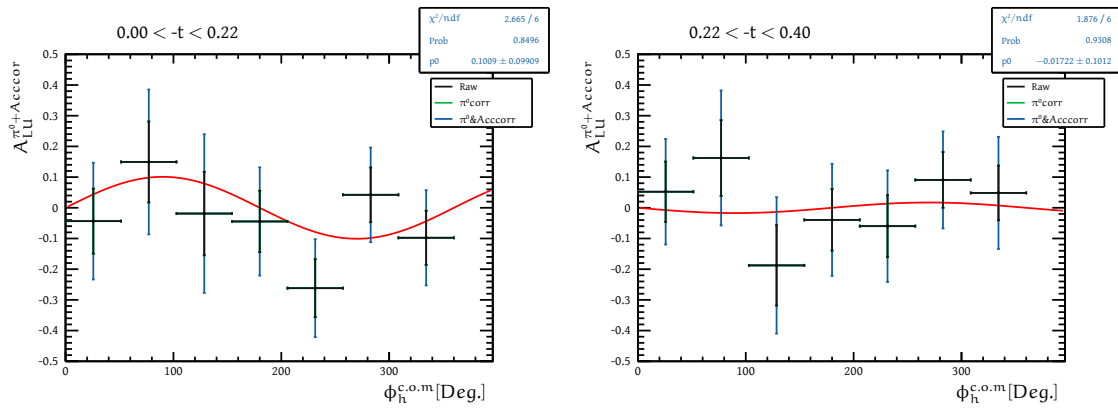 0.00 < -t < 0.22
χ²/ndf 2.665 / 6
Prob 0.8496
p0 0.1009 ± 0.09909
Raw
π⁰corr
π⁰&Acccorr
A_LU^{π⁰+Acccor}
0.5
0.4
0.3
0.2
0.1
0
-0.1
-0.2
-0.3
-0.4
-0.5
0 100 200 300
ϕ_h^{c.o.m}[Deg.]
0.22 < -t < 0.40
χ²/ndf 1.876 / 6
Prob 0.9308
p0 −0.01722 ± 0.1012
Raw
π⁰corr
π⁰&Acccorr
A_LU^{π⁰+Acccor}
0.5
0.4
0.3
0.2
0.1
0
-0.1
-0.2
-0.3
-0.4
-0.5
0 100 200 300
ϕ_h^{c.o.m}[Deg.]